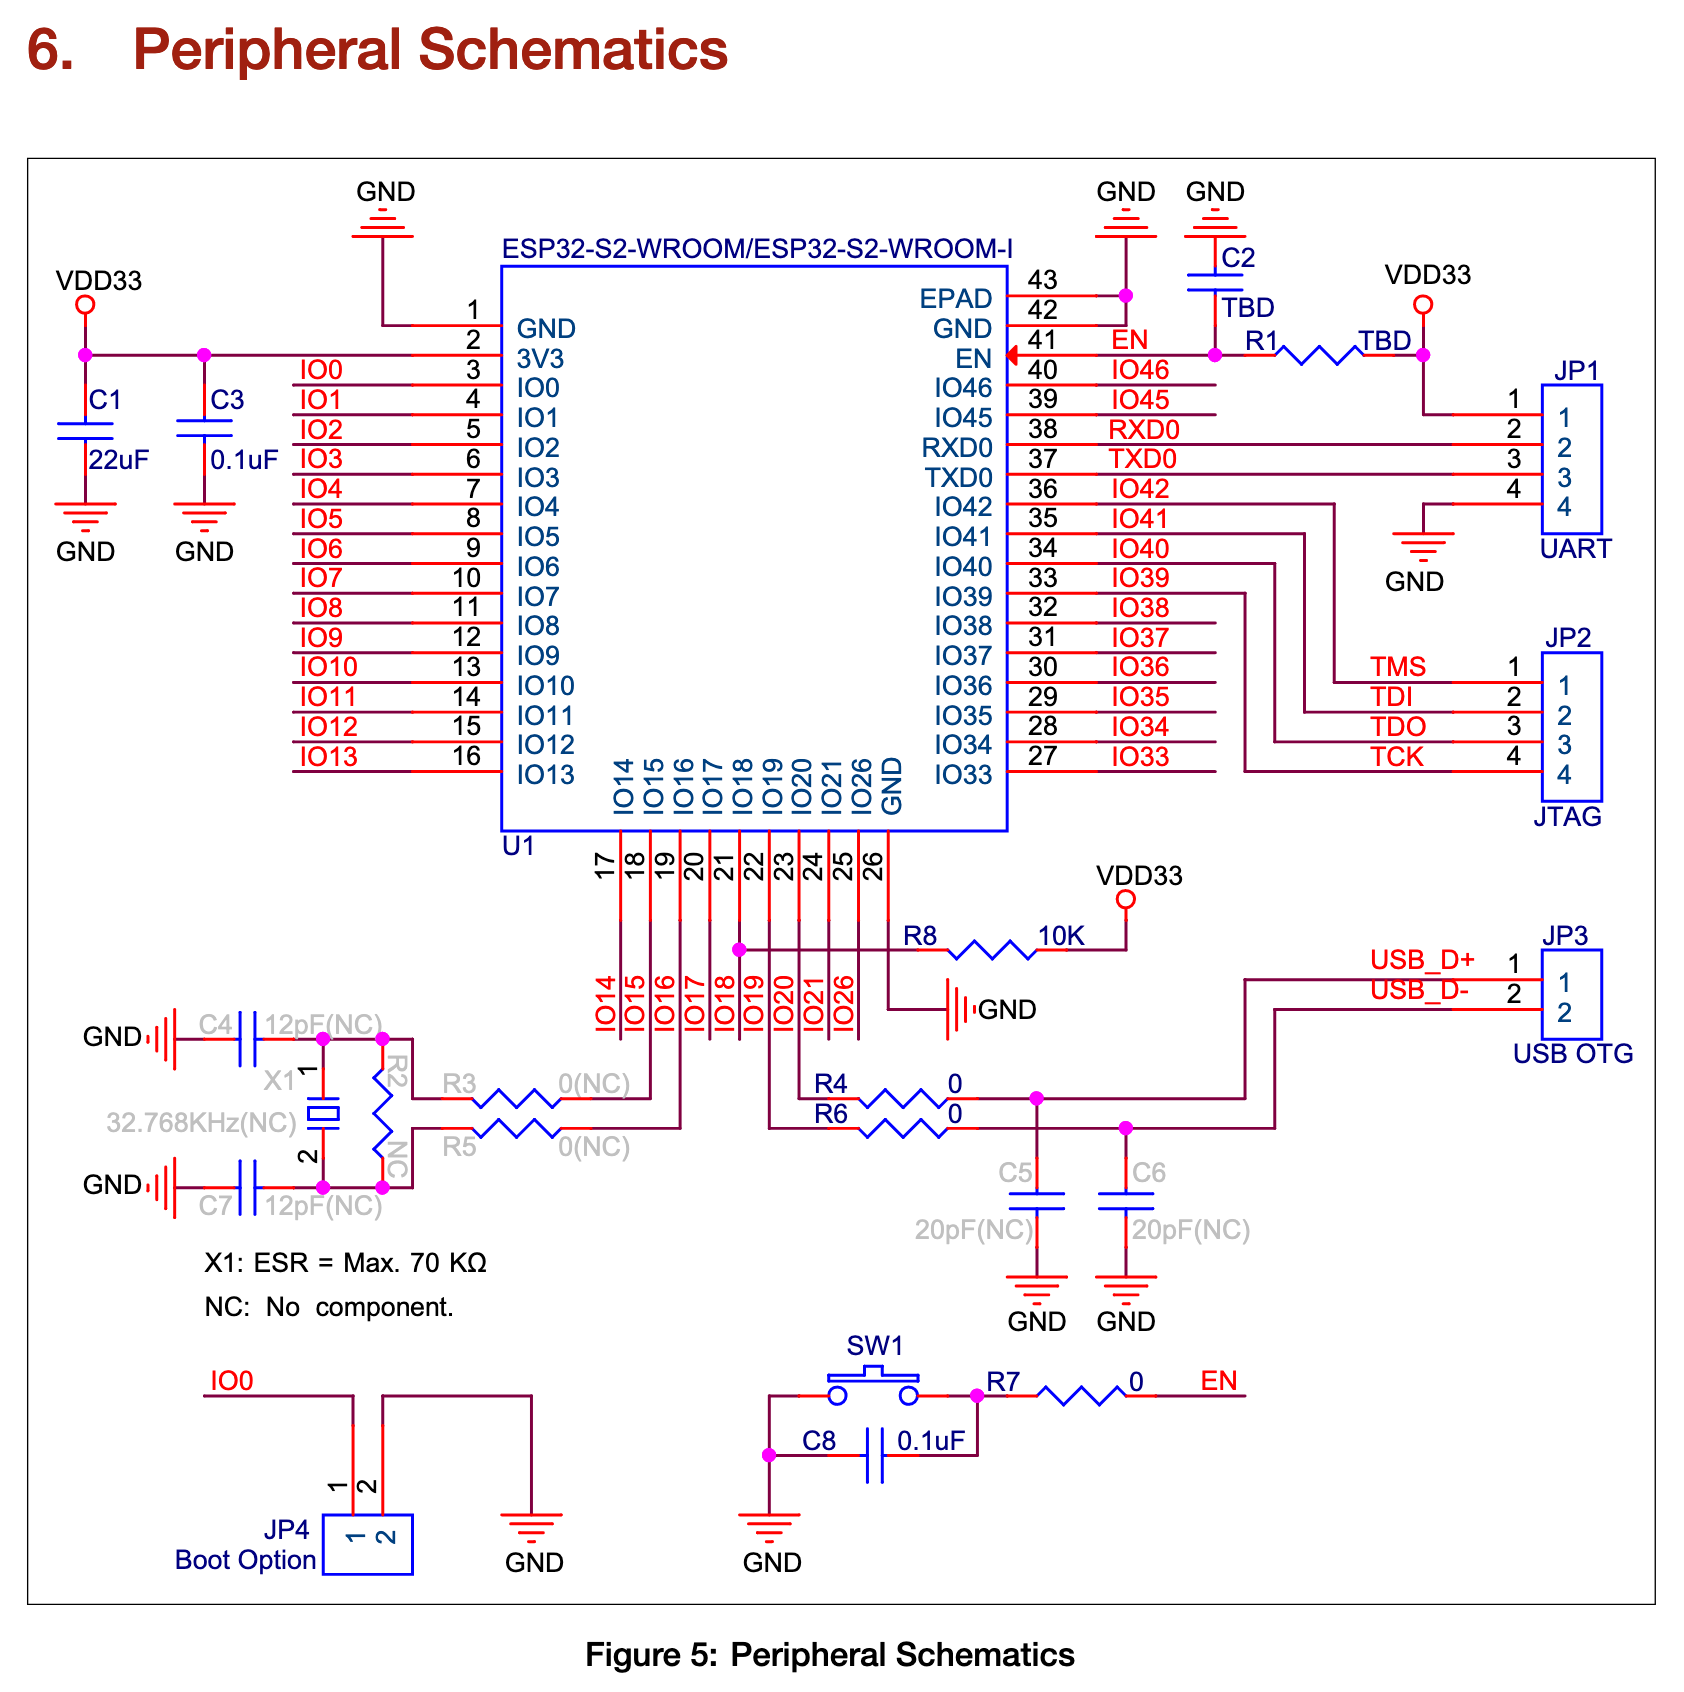 6. Peripheral Schematics
GND GND GND
ESP32-S2-WROOM/ESP32-S2-WROOM-I
VDD33
C2
TBD
VDD33
43 EPAD
1 GND
42 GND
2 3V3
41 EN EN
R1 TBD
IO0 3 IO0
40 IO46 IO46
IO1 4 IO1
39 IO45 IO45
IO2 5 IO2
38 RXD0 RXD0
IO3 6 IO3
37 TXD0 TXD0
IO4 7 IO4
36 IO42 IO42
IO5 8 IO5
35 IO41 IO41
IO6 9 IO6
34 IO40 IO40
IO7 10 IO7
33 IO39 IO39
IO8 11 IO8
32 IO38 IO38
IO9 12 IO9
31 IO37 IO37
IO10 13 IO10
30 IO36 IO36
IO11 14 IO11
29 IO35 IO35
IO12 15 IO12
28 IO34 IO34
IO13 16 IO13
27 IO33 IO33
C1 C3
22uF 0.1uF
GND GND
JP1
1 1
2 2
3 3
4 4
UART
GND
JP2
TMS 1 1
TDI 2 2
TDO 3 3
TCK 4 4
JTAG
IO14 IO15 IO16 IO17 IO18 IO19 IO20 IO21 IO26 GND
U1
17 18 19 20 21 22 23 24 25 26
VDD33
R8 10K
IO14 IO15 IO16 IO17 IO18 IO19 IO20 IO21 IO26
GND
JP3
USB_D+ 1 1
USB_D- 2 2
USB OTG
GND C4 12pF(NC)
1
X1
R2
R3 0(NC)
R4 0
32.768KHz(NC)
R6 0
2
NC
R5 0(NC)
GND C7 12pF(NC)
C5 C6
20pF(NC) 20pF(NC)
GND GND
X1: ESR = Max. 70 KΩ
NC: No component.
SW1
IO0
R7 0 EN
C8 0.1uF
1 2
JP4 1 2
Boot Option
GND
GND
Figure 5: Peripheral Schematics